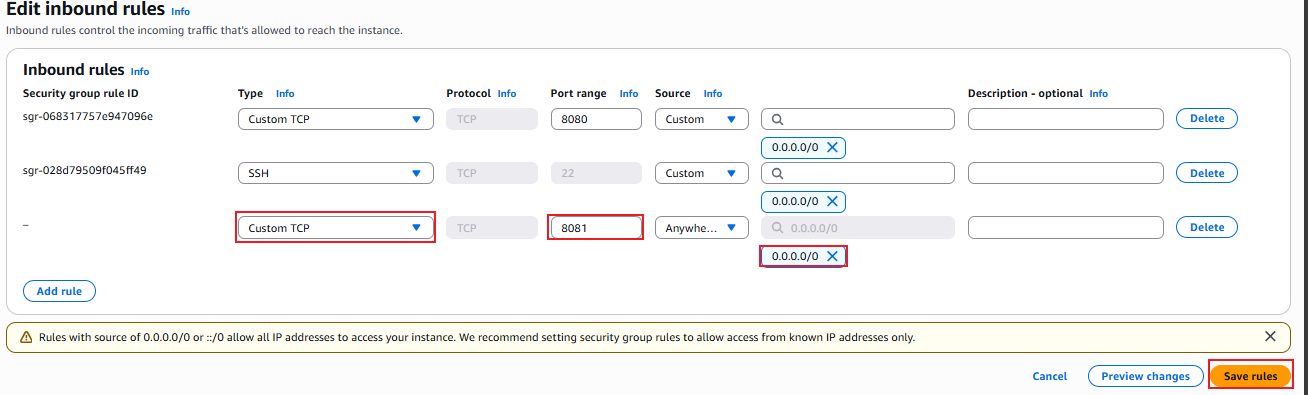 Edit inbound rules Info
Inbound rules control the incoming traffic that's allowed to reach the instance.
Inbound rules Info
Security group rule ID Type Info Protocol Info Port range Info Source Info Description - optional Info
sgr-068317757e947096e Custom TCP TCP 8080 Custom Delete
0.0.0.0/0
sgr-028d79509f045ff49 SSH TCP 22 Custom Delete
0.0.0.0/0
– Custom TCP TCP 8081 Anywhe... 0.0.0.0/0 Delete
0.0.0.0/0
Add rule
Rules with source of 0.0.0.0/0 or ::/0 allow all IP addresses to access your instance. We recommend setting security group rules to allow access from known IP addresses only.
Cancel Preview changes Save rules